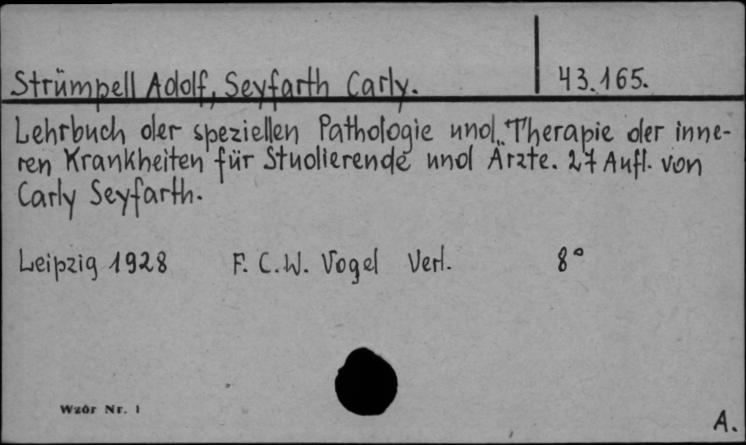 Strümpell Adolf, Seyfarth Carly. 43.165.
Lehrbuch der speziellen Pathologie und Therapie der inne-
ren Krankheiten für Studierende und Ärzte. 27 Aufl. von
Carly Seyfarth.
Leipzig 1928 F. C. W. Vogel Verl. 8°
Wzór Nr. 1
A.